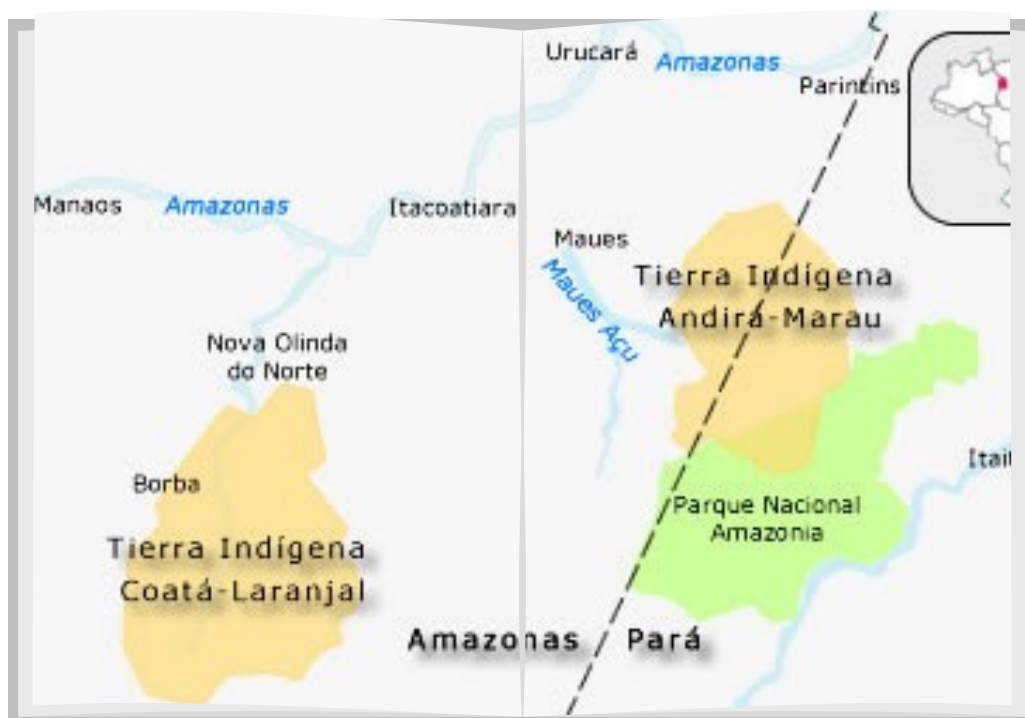 Urucará
Amazonas
Parintins
Manaos
Amazonas
Itacoatiara
Maues
Maues Açu
Tierra Indígena
Andirá-Marau
Nova Olinda
do Norte
Borba
Itait
Parque Nacional
Amazonia
Tierra Indígena
Coatá-Laranjal
Amazonas
Pará